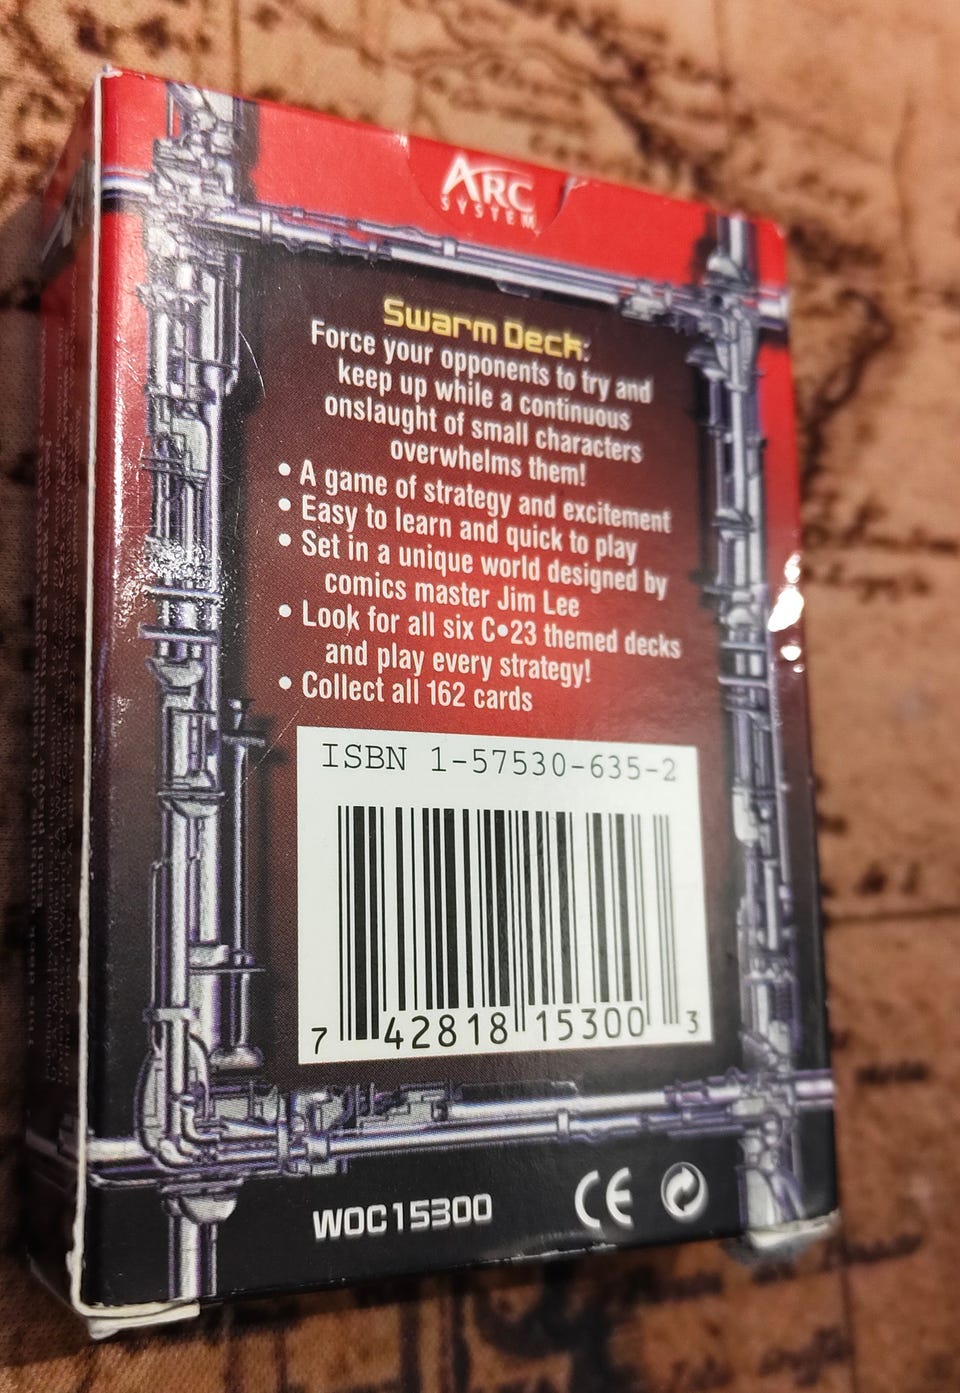 ARC
SYSTEM
Swarm Deck:
Force your opponents to try and
keep up while a continuous
onslaught of small characters
overwhelms them!
• A game of strategy and excitement
• Easy to learn and quick to play
• Set in a unique world designed by
comics master Jim Lee
• Look for all six C•23 themed decks
and play every strategy!
• Collect all 162 cards
ISBN 1-57530-635-2
7 42818 15300 3
WOC15300 CE